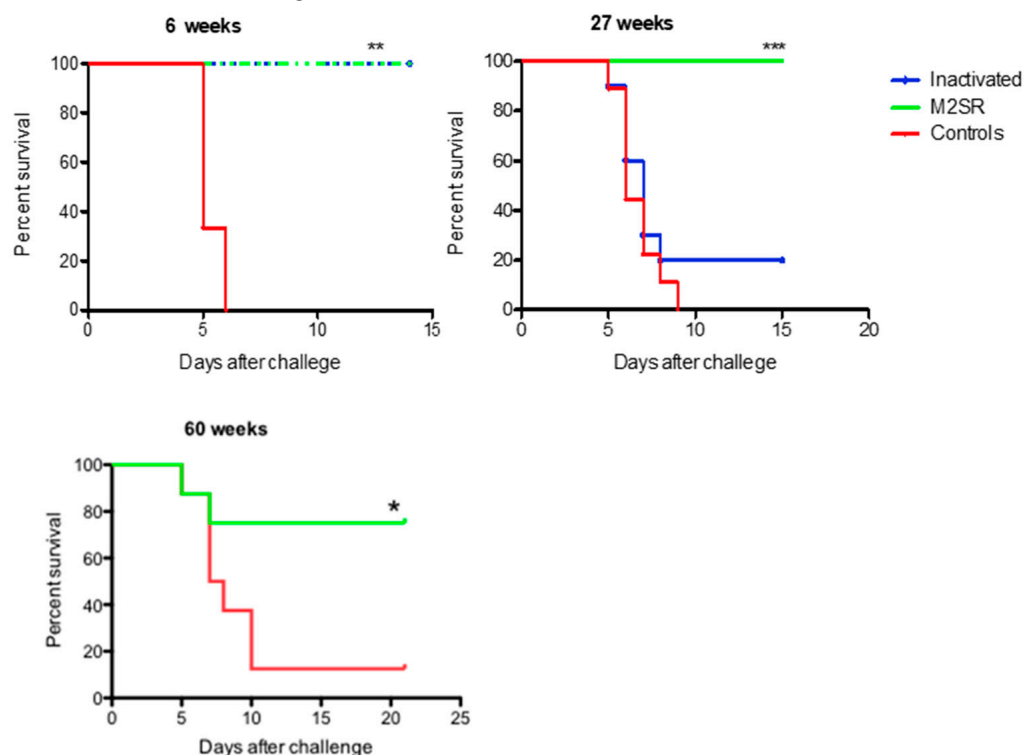 6 weeks
**
100
80
60
40
20
0
Percent survival
0 5 10 15
Days after challege
27 weeks
***
100
80
60
40
20
0
Percent survival
0 5 10 15 20
Days after challege
Inactivated
M2SR
Controls
60 weeks
*
100
80
60
40
20
0
Percent survival
0 5 10 15 20 25
Days after challenge